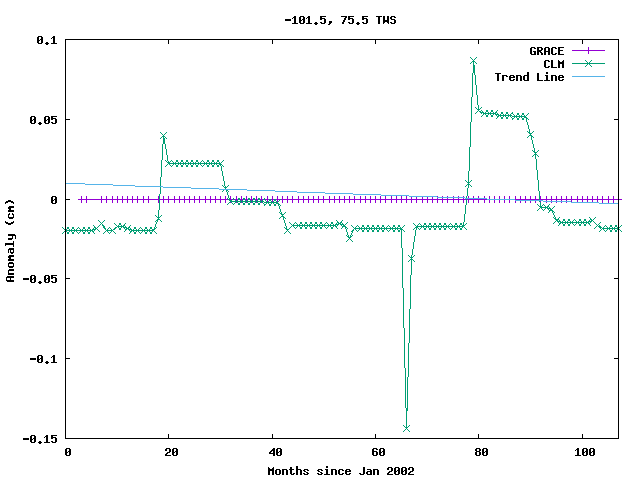 -101.5, 75.5 TWS
GRACE
CLM
Trend Line
0.1
0.05
0
-0.05
-0.1
-0.15
Anomaly (cm)
0 20 40 60 80 100
Months since Jan 2002